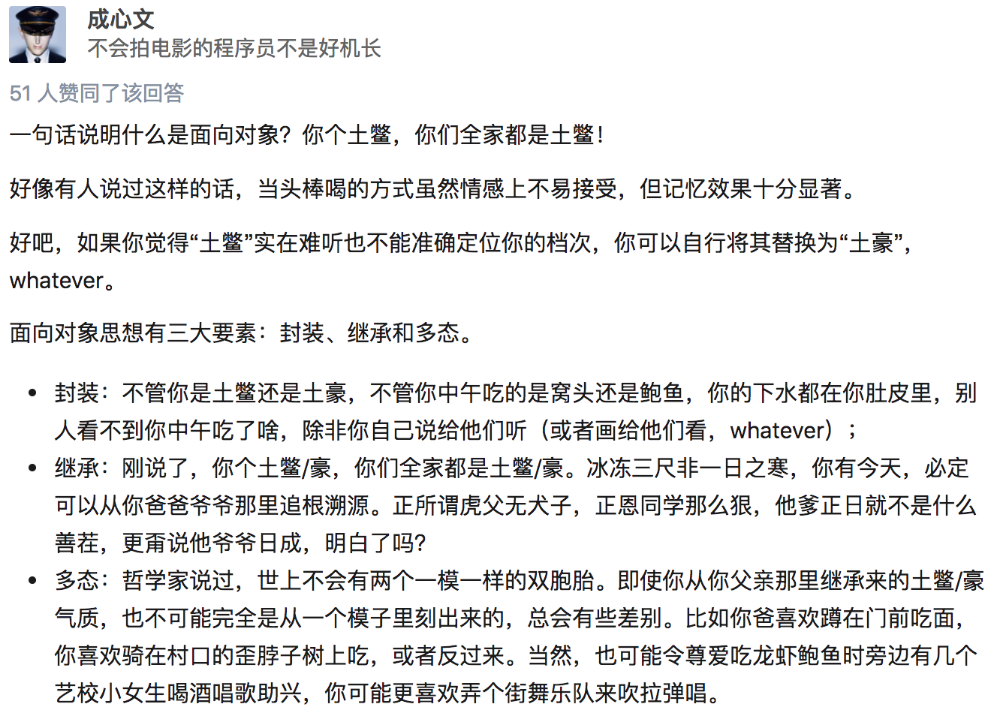 成心文
不会拍电影的程序员不是好机长
51 人赞同了该回答
一句话说明什么是面向对象？你个土鳖，你们全家都是土鳖！
好像有人说过这样的话，当头棒喝的方式虽然情感上不易接受，但记忆效果十分显著。
好吧，如果你觉得“土鳖”实在难听也不能准确定位你的档次，你可以自行将其替换为“土豪”，
whatever。
面向对象思想有三大要素：封装、继承和多态。
• 封装：不管你是土鳖还是土豪，不管你中午吃的是窝头还是鲍鱼，你的下水都在你肚皮里，别
人看不到你中午吃了啥，除非你自己说给他们听（或者画给他们看，whatever）；
• 继承：刚说了，你个土鳖/豪，你们全家都是土鳖/豪。冰冻三尺非一日之寒，你有今天，必定
可以从你爸爸爷爷那里追根溯源。正所谓虎父无犬子，正恩同学那么狠，他爹正日就不是什么
善茬，更甭说他爷爷日成，明白了吗？
• 多态：哲学家说过，世上不会有两个一模一样的双胞胎。即使你从你父亲那里继承来的土鳖/豪
气质，也不可能完全是从一个模子里刻出来的，总会有些差别。比如你爸喜欢蹲在门前吃面，
你喜欢骑在村口的歪脖子树上吃，或者反过来。当然，也可能令尊爱吃龙虾鲍鱼时旁边有几个
艺校小女生喝酒唱歌助兴，你可能更喜欢弄个街舞乐队来吹拉弹唱。